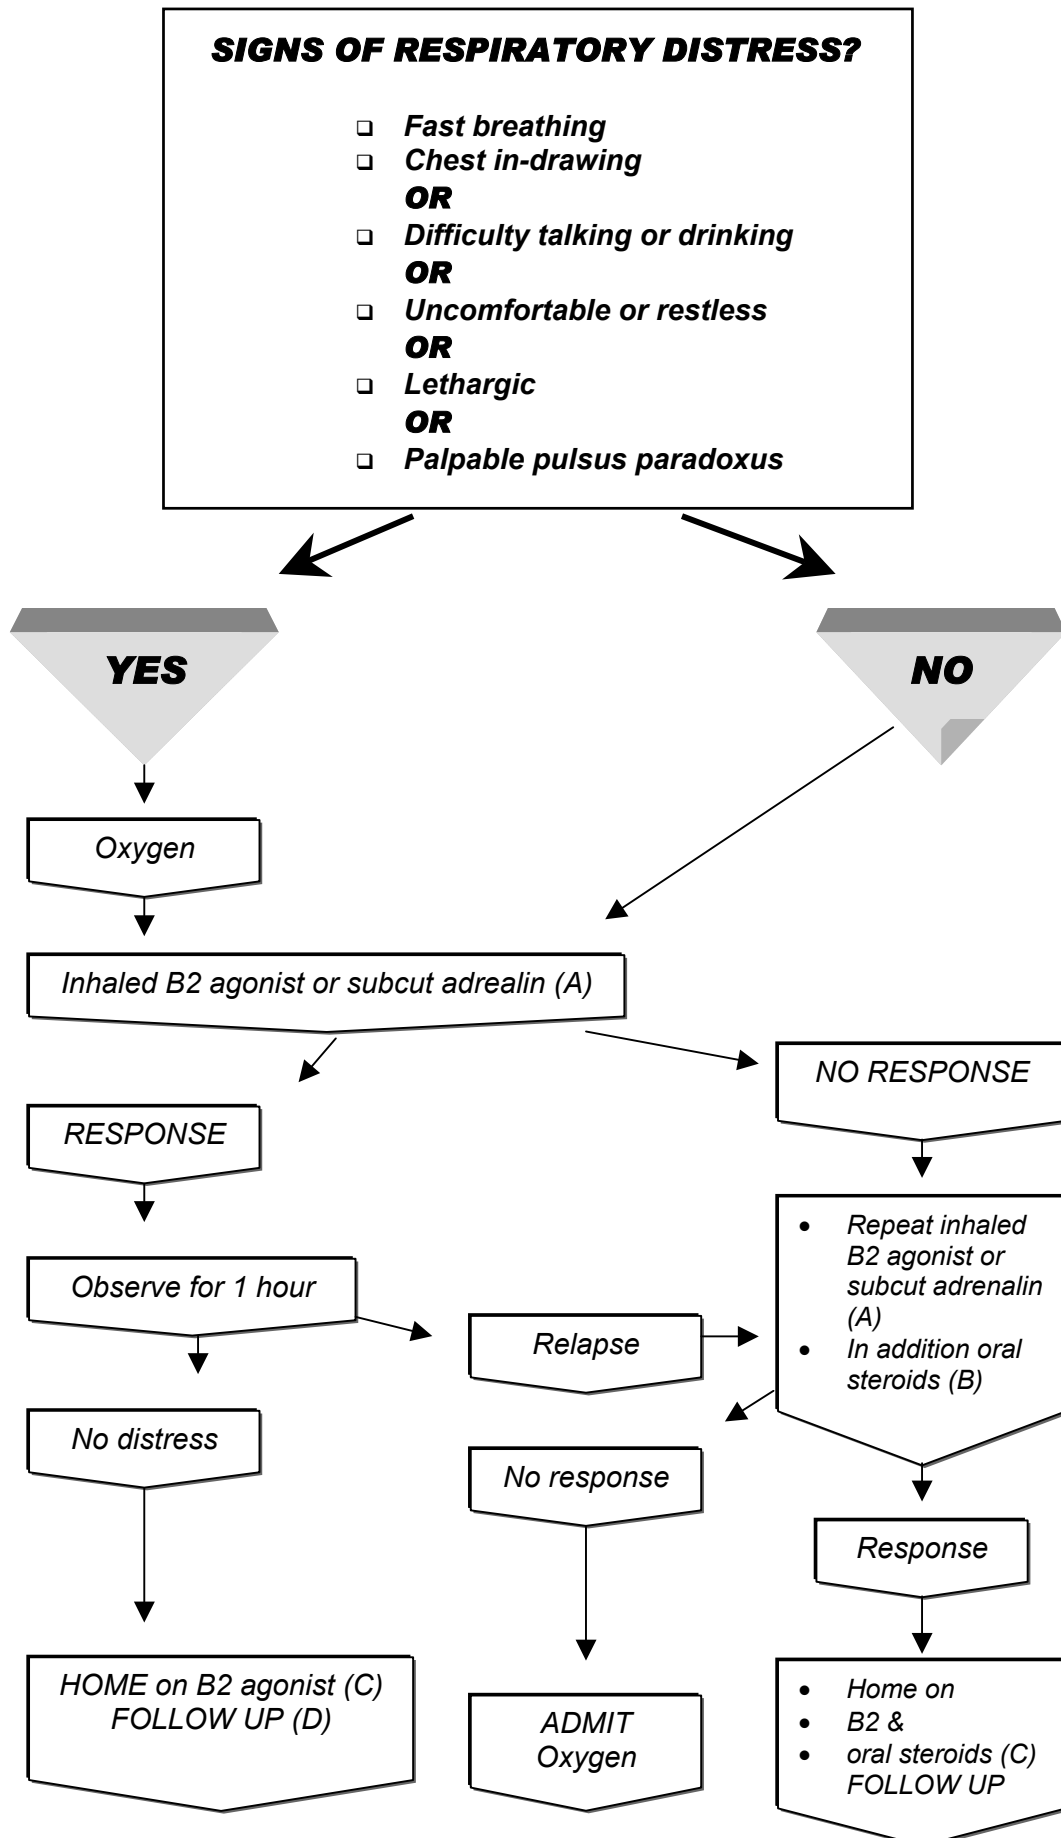 SIGNS OF RESPIRATORY DISTRESS?
❑ Fast breathing
❑ Chest in-drawing
OR
❑ Difficulty talking or drinking
OR
❑ Uncomfortable or restless
OR
❑ Lethargic
OR
❑ Palpable pulsus paradoxus
YES
NO
Oxygen
Inhaled B2 agonist or subcut adrealin (A)
NO RESPONSE
RESPONSE
• Repeat inhaled
B2 agonist or
subcut adrenalin
(A)
• In addition oral
steroids (B)
Observe for 1 hour
Relapse
No distress
No response
Response
HOME on B2 agonist (C)
FOLLOW UP (D)
ADMIT
Oxygen
• Home on
• B2 &
• oral steroids (C)
FOLLOW UP